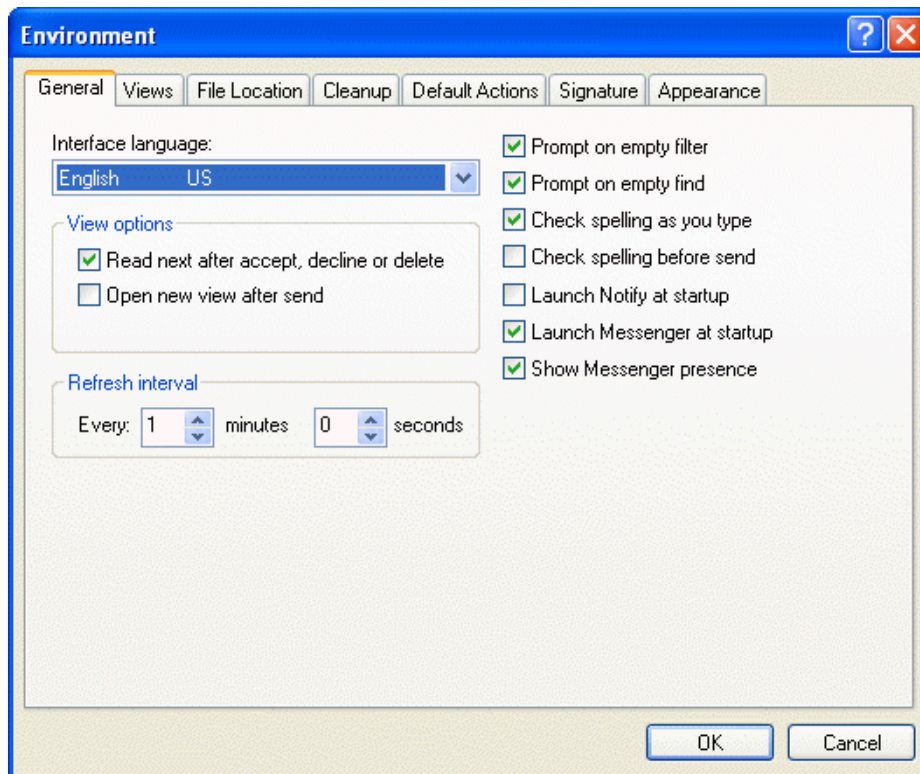 Environment
General Views File Location Cleanup Default Actions Signature Appearance
Interface language:
English US
View options
Read next after accept, decline or delete
Open new view after send
Refresh interval
Every: 1 minutes 0 seconds
Prompt on empty filter
Prompt on empty find
Check spelling as you type
Check spelling before send
Launch Notify at startup
Launch Messenger at startup
Show Messenger presence
OK Cancel